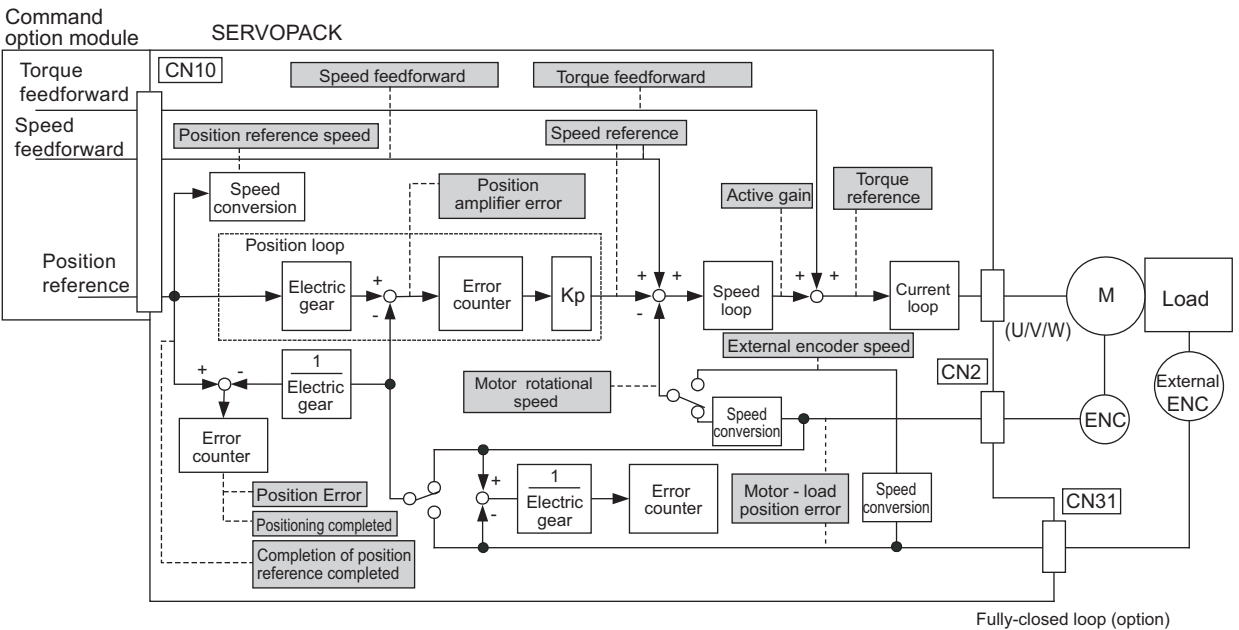 Command
option module
SERVOPACK
Torque
feedforward
CN10
Speed feedforward
Torque feedforward
Speed
feedforward
Position reference speed
Speed reference
Speed
conversion
Position
amplifier error
Active gain
Torque
reference
Position loop
Position
reference
Electric
gear
+
-
Error
counter
Kp
+
+
-
Speed
loop
+
+
Current
loop
M
Load
(U/V/W)
External encoder speed
+
-
1
Electric
gear
Motor rotational
speed
CN2
External
ENC
Speed
conversion
ENC
Error
counter
Position Error
Positioning completed
Completion of position
reference completed
+
-
1
Electric
gear
Error
counter
Motor - load
position error
Speed
conversion
CN31
Fully-closed loop (option)